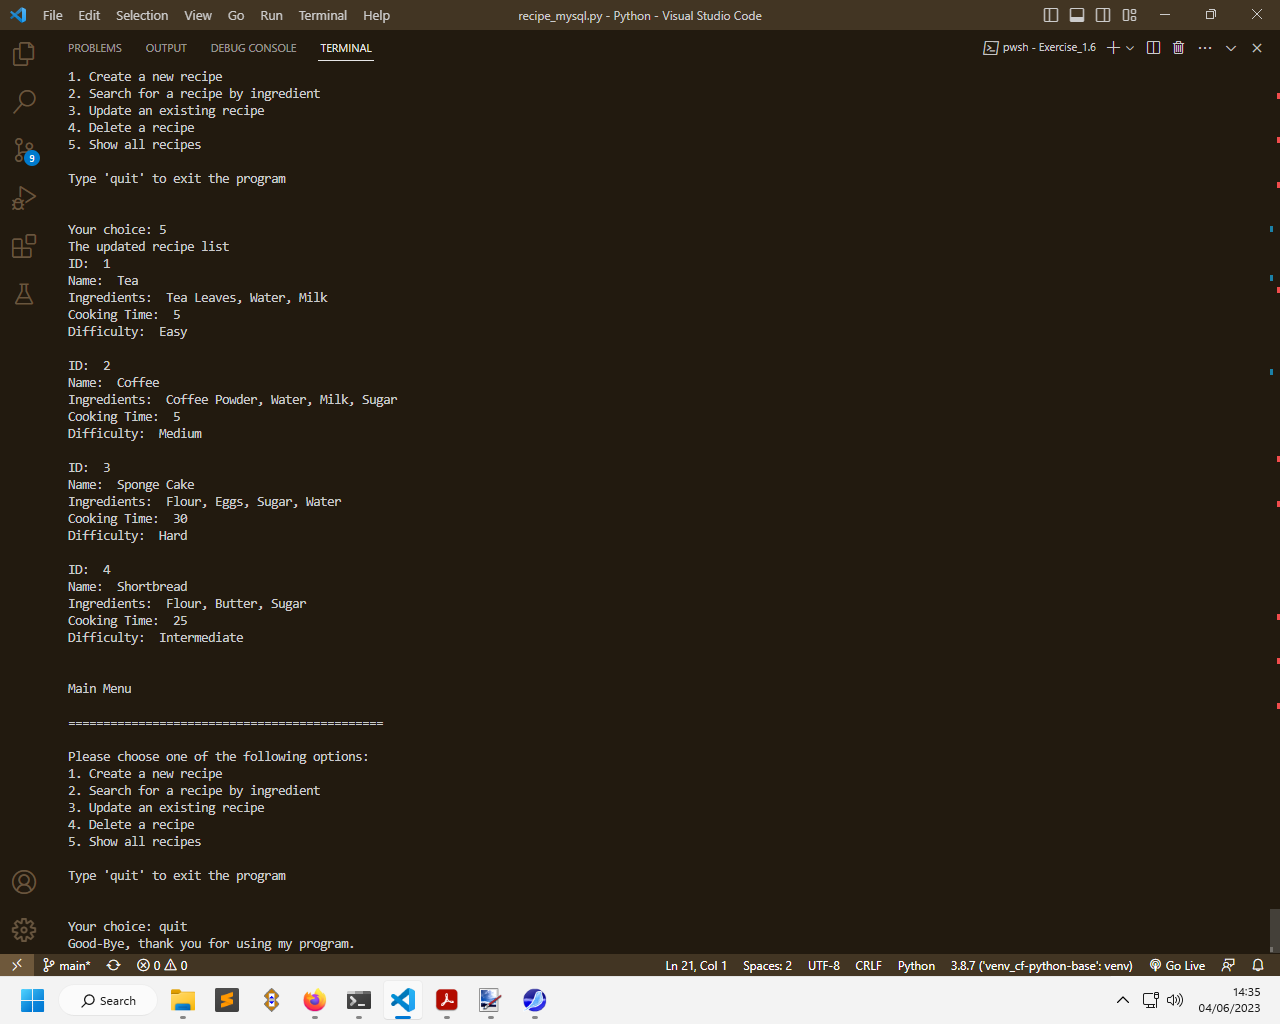 File Edit Selection View Go Run Terminal Help recipe_mysql.py - Python - Visual Studio Code
PROBLEMS OUTPUT DEBUG CONSOLE TERMINAL pwsh - Exercise_1.6
1. Create a new recipe
2. Search for a recipe by ingredient
3. Update an existing recipe
4. Delete a recipe
5. Show all recipes
Type 'quit' to exit the program
Your choice: 5
The updated recipe list
ID:  1
Name:  Tea
Ingredients:  Tea Leaves, Water, Milk
Cooking Time:  5
Difficulty:  Easy
ID:  2
Name:  Coffee
Ingredients:  Coffee Powder, Water, Milk, Sugar
Cooking Time:  5
Difficulty:  Medium
ID:  3
Name:  Sponge Cake
Ingredients:  Flour, Eggs, Sugar, Water
Cooking Time:  30
Difficulty:  Hard
ID:  4
Name:  Shortbread
Ingredients:  Flour, Butter, Sugar
Cooking Time:  25
Difficulty:  Intermediate
Main Menu
=============================================
Please choose one of the following options:
1. Create a new recipe
2. Search for a recipe by ingredient
3. Update an existing recipe
4. Delete a recipe
5. Show all recipes
Type 'quit' to exit the program
Your choice: quit
Good-Bye, thank you for using my program.
9
main* 0 0 Ln 21, Col 1 Spaces: 2 UTF-8 CRLF Python 3.8.7 ('venv_cf-python-base': venv) Go Live
Search 14:35
04/06/2023